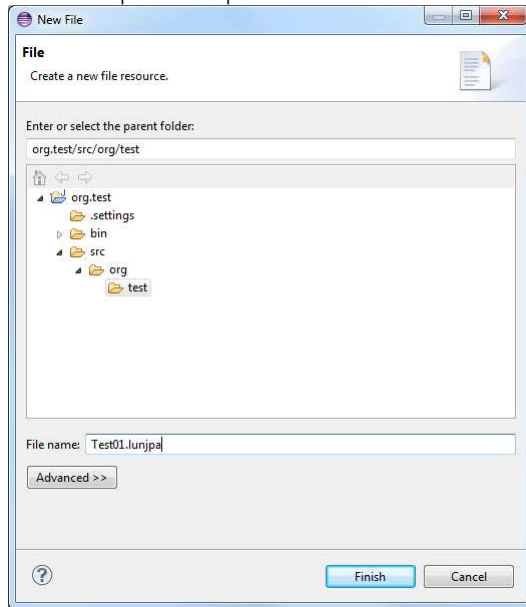 New File
File
Create a new file resource.
Enter or select the parent folder:
org.test/src/org/test
org.test
.settings
bin
src
org
test
File name: Test01.lunjpa
Advanced >>
?
Finish Cancel